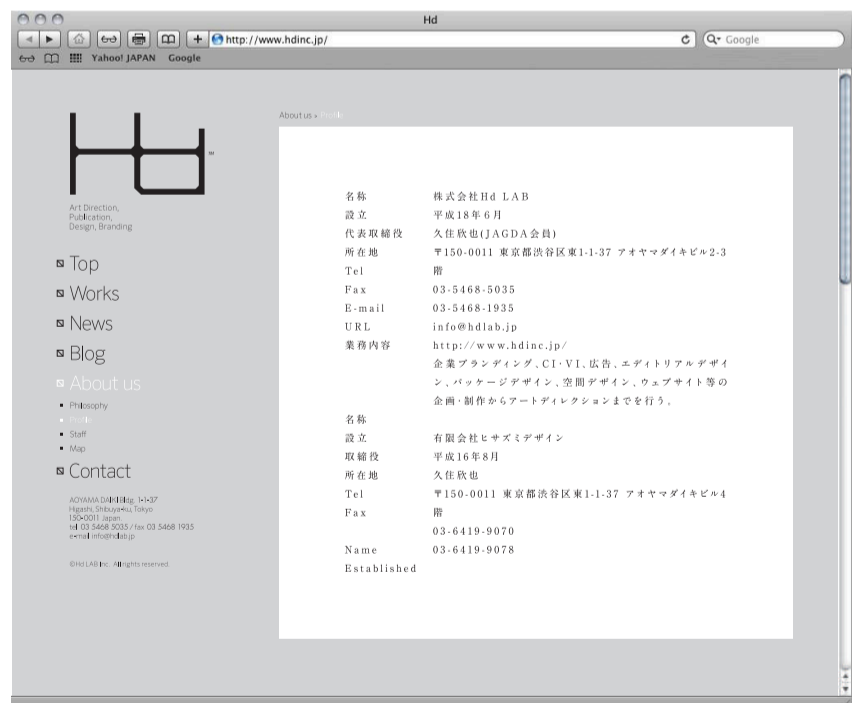 Hd
http://www.hdinc.jp/
Google
Yahoo! JAPAN Google
Hd
Art Direction,
Publication,
Design, Branding
Top
Works
News
Blog
About us
Philosophy
Profile
Staff
Map
Contact
AOYAMA DAIKI Bldg, 1-1-37
Higashi, Shibuya-ku, Tokyo
150-0011 Japan.
tel 03 5468 5035 / fax 03 5468 1935
e-mail info@hdlab.jp
©Hd LAB Inc. All rights reserved.
About us » Profile
名称 株式会社Hd LAB
設立 平成18年6月
代表取締役 久住欣也(JAGDA会員)
所在地 〒150-0011 東京都渋谷区東1-1-37 アオヤマダイキビル2-3
Tel 階
Fax 03-5468-5035
E-mail 03-5468-1935
URL info@hdlab.jp
業務内容 http://www.hdinc.jp/
企業ブランディング、CI・VI、広告、エディトリアルデザイ
ン、パッケージデザイン、空間デザイン、ウェブサイト等の
企画・制作からアートディレクションまでを行う。
名称
設立 有限会社ヒサズミデザイン
取締役 平成16年8月
所在地 久住欣也
Tel 〒150-0011 東京都渋谷区東1-1-37 アオヤマダイキビル4
Fax 階
03-6419-9070
Name 03-6419-9078
Established